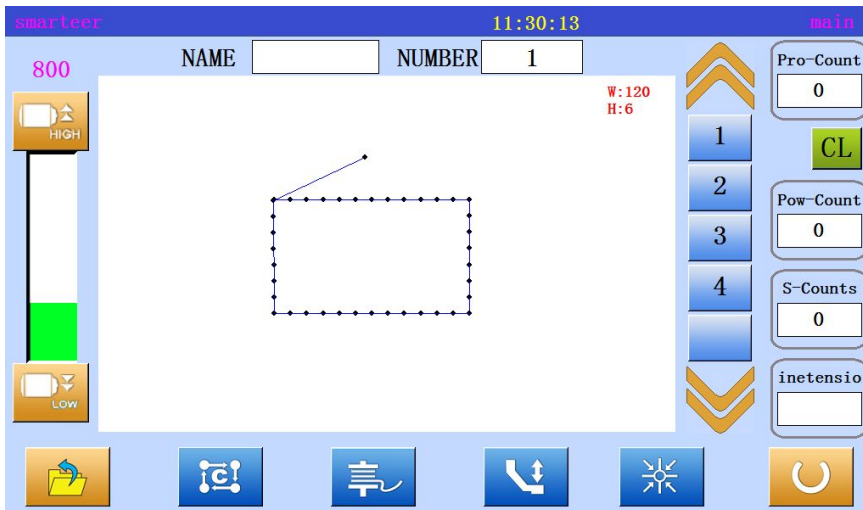 smarteer 11:30:13 main
800 NAME NUMBER 1
Pro-Count
0
W:120
H:6
HIGH
1
CL
2
Pow-Count
3
0
4
S-Counts
0
inetensio
LOW
C